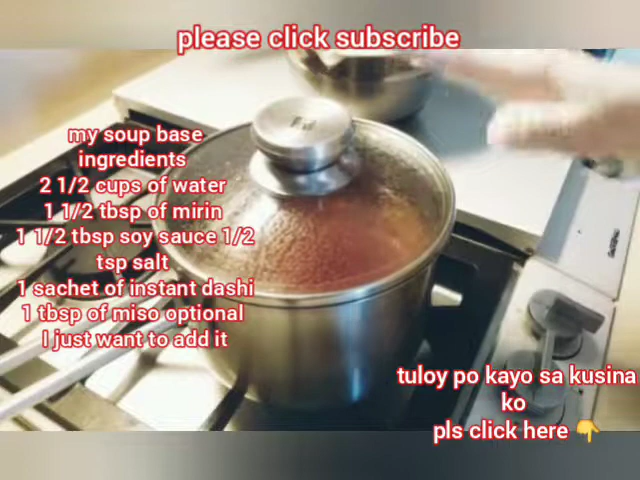 please click subscribe
my soup base
ingredients
2 1/2 cups of water
1 1/2 tbsp of mirin
1 1/2 tbsp soy sauce 1/2
tsp salt
1 sachet of instant dashi
1 tbsp of miso optional
I just want to add it
tuloy po kayo sa kusina
ko
pls click here 👇